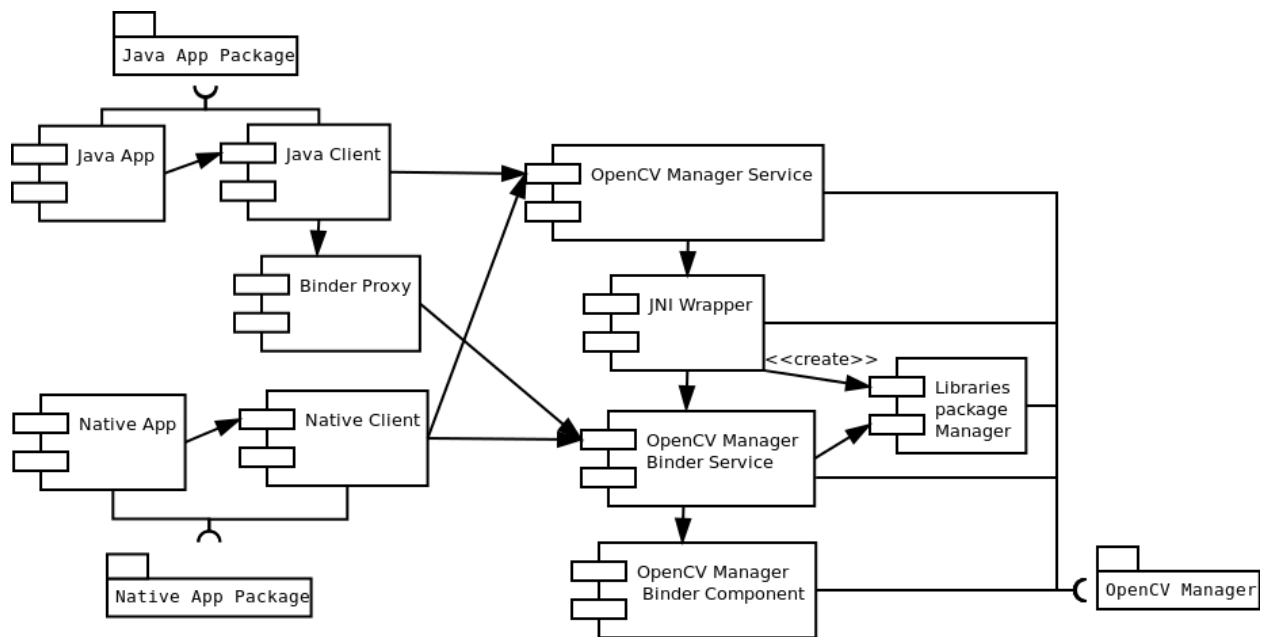 Java App Package
Java App
Java Client
OpenCV Manager Service
Binder Proxy
JNI Wrapper
<<create>>
Libraries
package
Manager
Native App
Native Client
OpenCV Manager
Binder Service
OpenCV Manager
Binder Component
Native App Package
OpenCV Manager